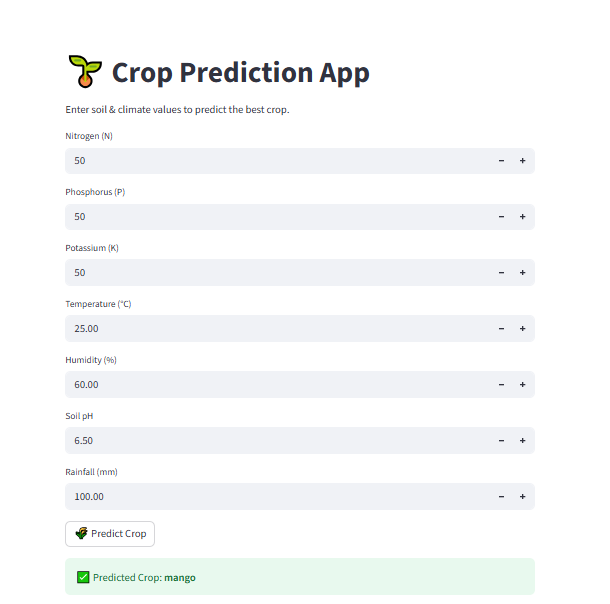 Crop Prediction App
Enter soil & climate values to predict the best crop.
Nitrogen (N)
50
Phosphorus (P)
50
Potassium (K)
50
Temperature (°C)
25.00
Humidity (%)
60.00
Soil pH
6.50
Rainfall (mm)
100.00
Predict Crop
Predicted Crop: mango